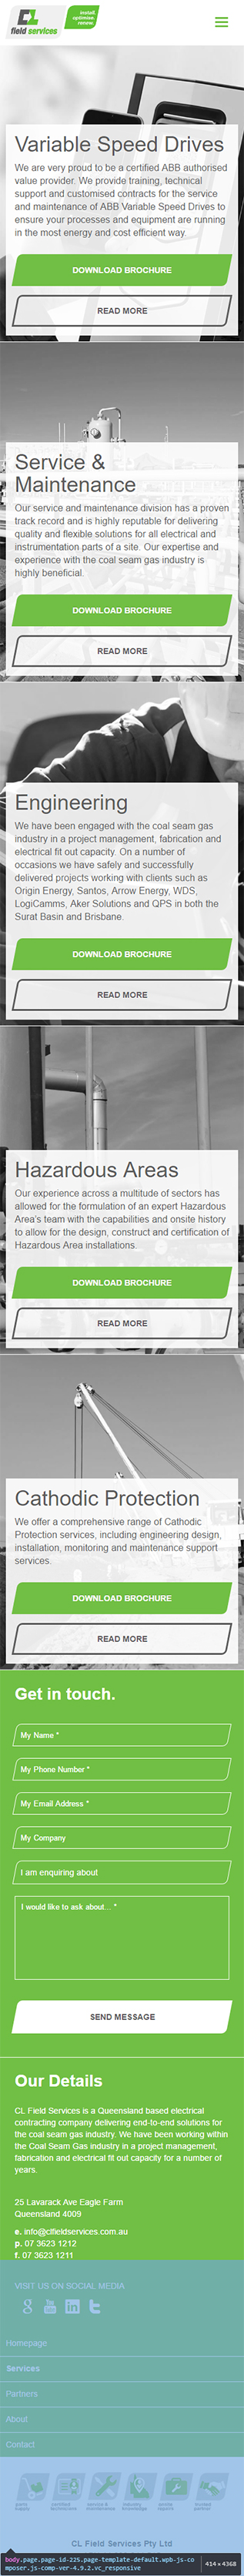 CL
field services
install.
optimise.
renew.
Variable Speed Drives
We are very proud to be a certified ABB authorised
value provider. We provide training, technical
support and customised contracts for the service
and maintenance of ABB Variable Speed Drives to
ensure your processes and equipment are running
in the most energy and cost efficient way.
DOWNLOAD BROCHURE
READ MORE
Service &
Maintenance
Our service and maintenance division has a proven
track record and is highly reputable for delivering
quality and flexible solutions for all electrical and
instrumentation parts of a site. Our expertise and
experience with the coal seam gas industry is
highly beneficial.
DOWNLOAD BROCHURE
READ MORE
Engineering
We have been engaged with the coal seam gas
industry in a project management, fabrication and
electrical fit out capacity. On a number of
occasions we have safely and successfully
delivered projects working with clients such as
Origin Energy, Santos, Arrow Energy, WDS,
LogiCamms, Aker Solutions and QPS in both the
Surat Basin and Brisbane.
DOWNLOAD BROCHURE
READ MORE
Hazardous Areas
Our experience across a multitude of sectors has
allowed for the formulation of an expert Hazardous
Area's team with the capabilities and onsite history
to allow for the design, construct and certification of
Hazardous Area installations.
DOWNLOAD BROCHURE
READ MORE
Cathodic Protection
We offer a comprehensive range of Cathodic
Protection services, including engineering design,
installation, monitoring and maintenance support
services.
DOWNLOAD BROCHURE
READ MORE
Get in touch.
My Name *
My Phone Number *
My Email Address *
My Company
I am enquiring about
I would like to ask about... *
SEND MESSAGE
Our Details
CL Field Services is a Queensland based electrical
contracting company delivering end-to-end solutions for
the coal seam gas industry. We have been working within
the Coal Seam Gas industry in a project management,
fabrication and electrical fit out capacity for a number of
years.
25 Lavarack Ave Eagle Farm
Queensland 4009
e. info@clfieldservices.com.au
p. 07 3623 1212
f. 07 3623 1211
VISIT US ON SOCIAL MEDIA
Homepage
Services
Partners
About
Contact
parts supply
certified technicians
service & maintenance
industry knowledge
onsite repairs
trusted partner
CL Field Services Pty Ltd
body.page.page-id-225.page-template-default.wpb-js-co
mposer.js-comp-ver-4.9.2.vc_responsive
414 × 4368